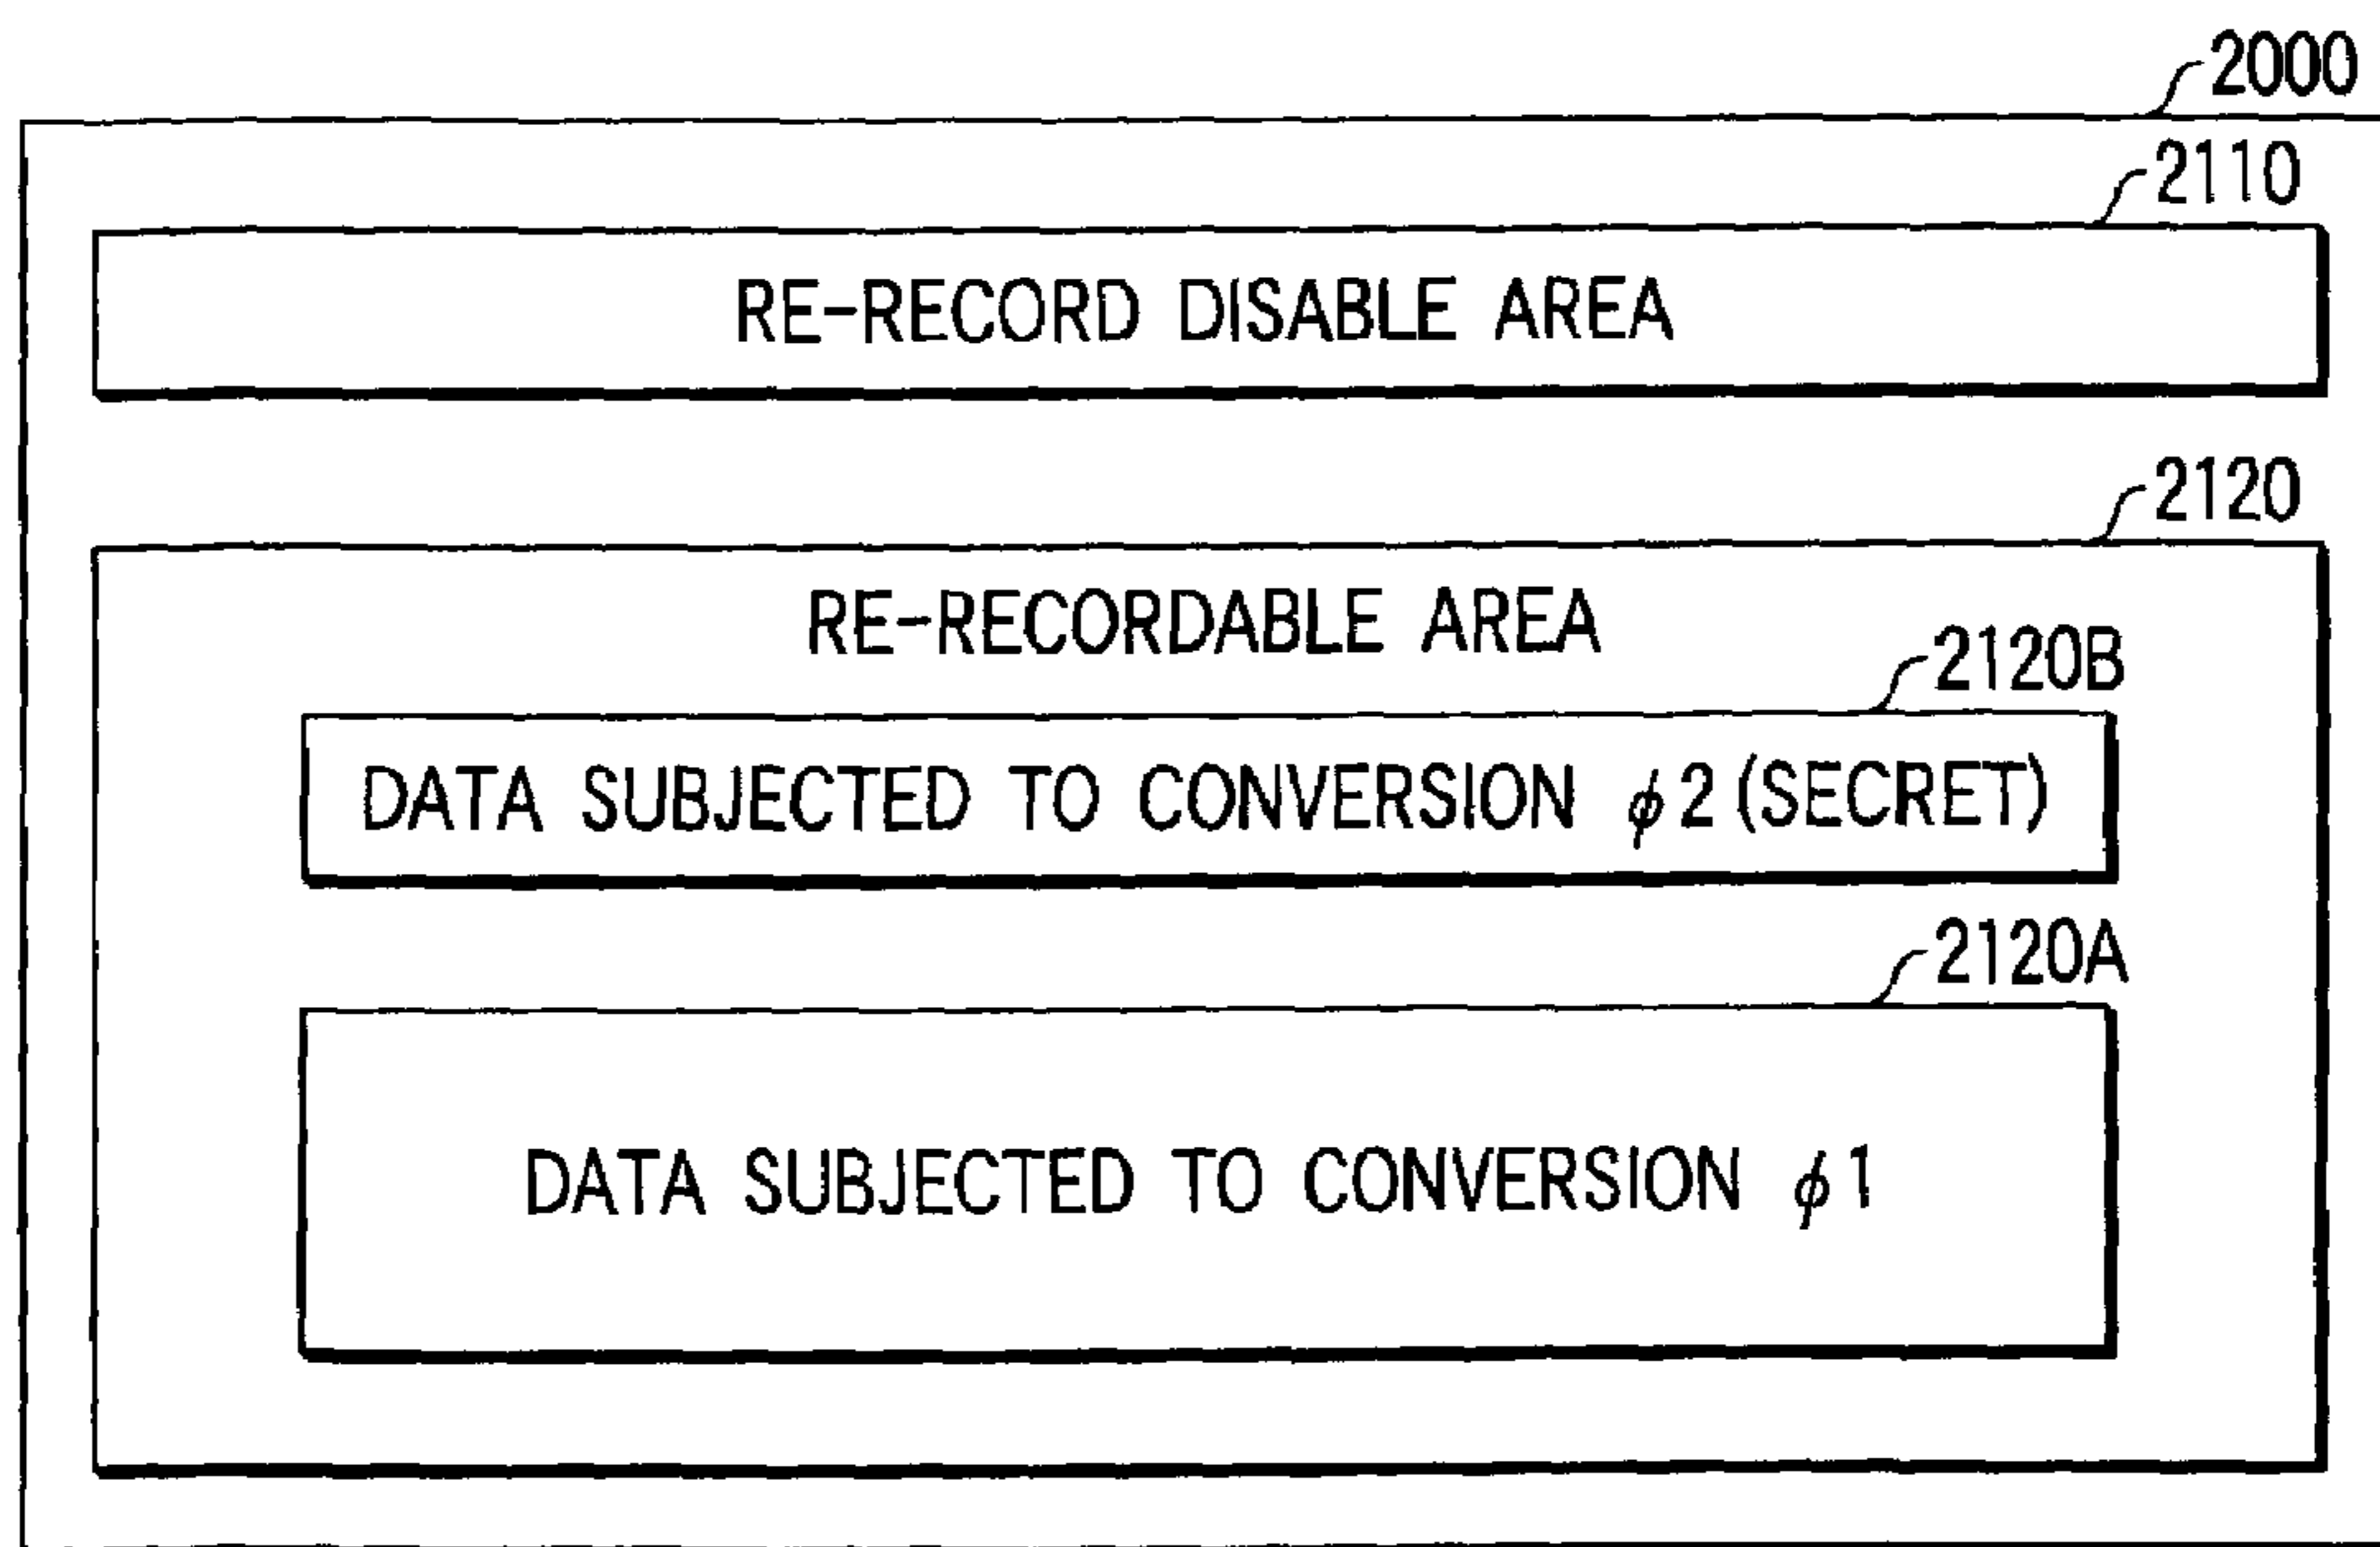 2000
2110
RE-RECORD DISABLE AREA
2120
RE-RECORDABLE AREA
2120B
DATA SUBJECTED TO CONVERSION ϕ2 (SECRET)
2120A
DATA SUBJECTED TO CONVERSION ϕ1